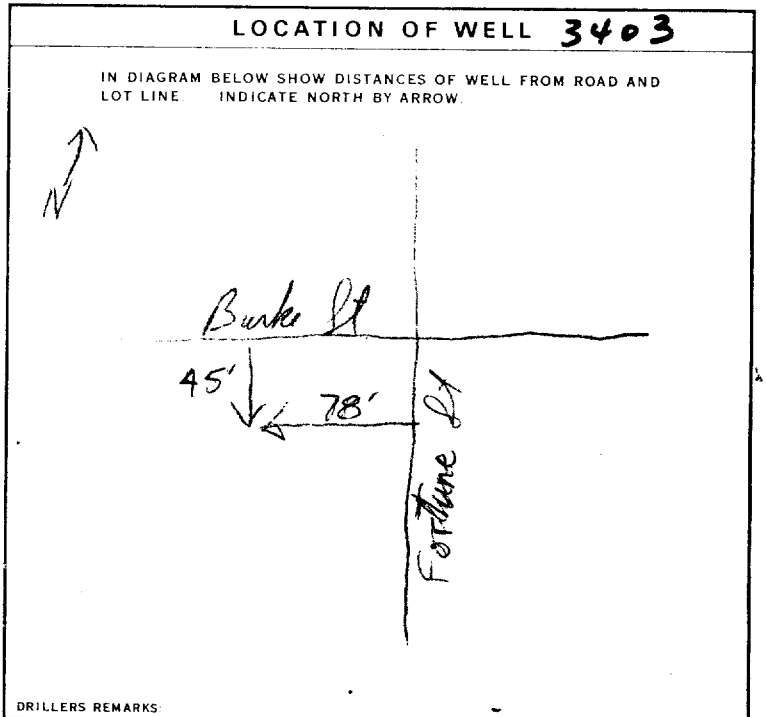 LOCATION OF WELL 3403
IN DIAGRAM BELOW SHOW DISTANCES OF WELL FROM ROAD AND
LOT LINE. INDICATE NORTH BY ARROW.
N
Burke St
45'
78'
Fortune St
DRILLERS REMARKS: